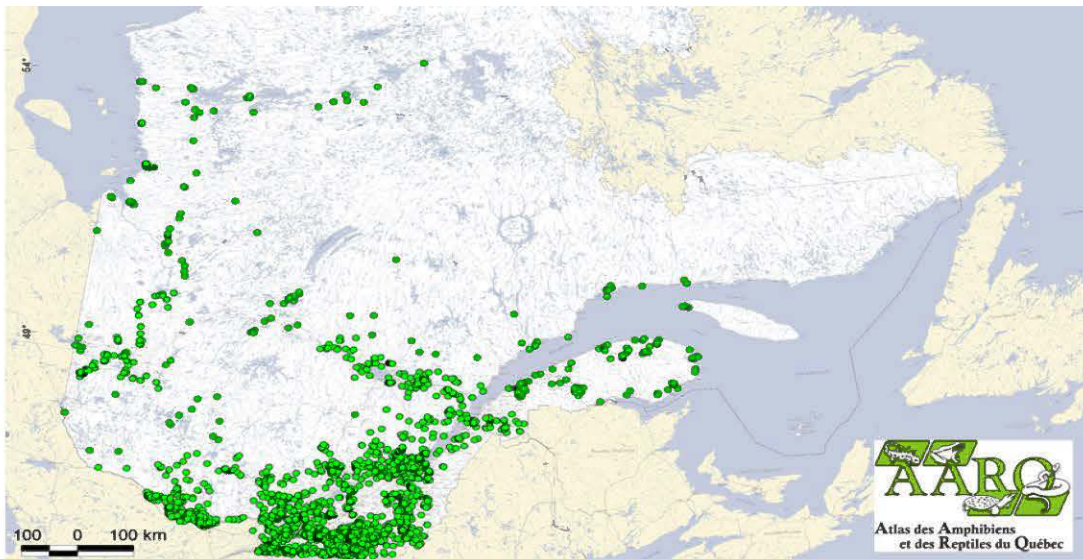 54°
49°
100 0 100 km
AARQ
Atlas des Amphibiens
et des Reptiles du Québec